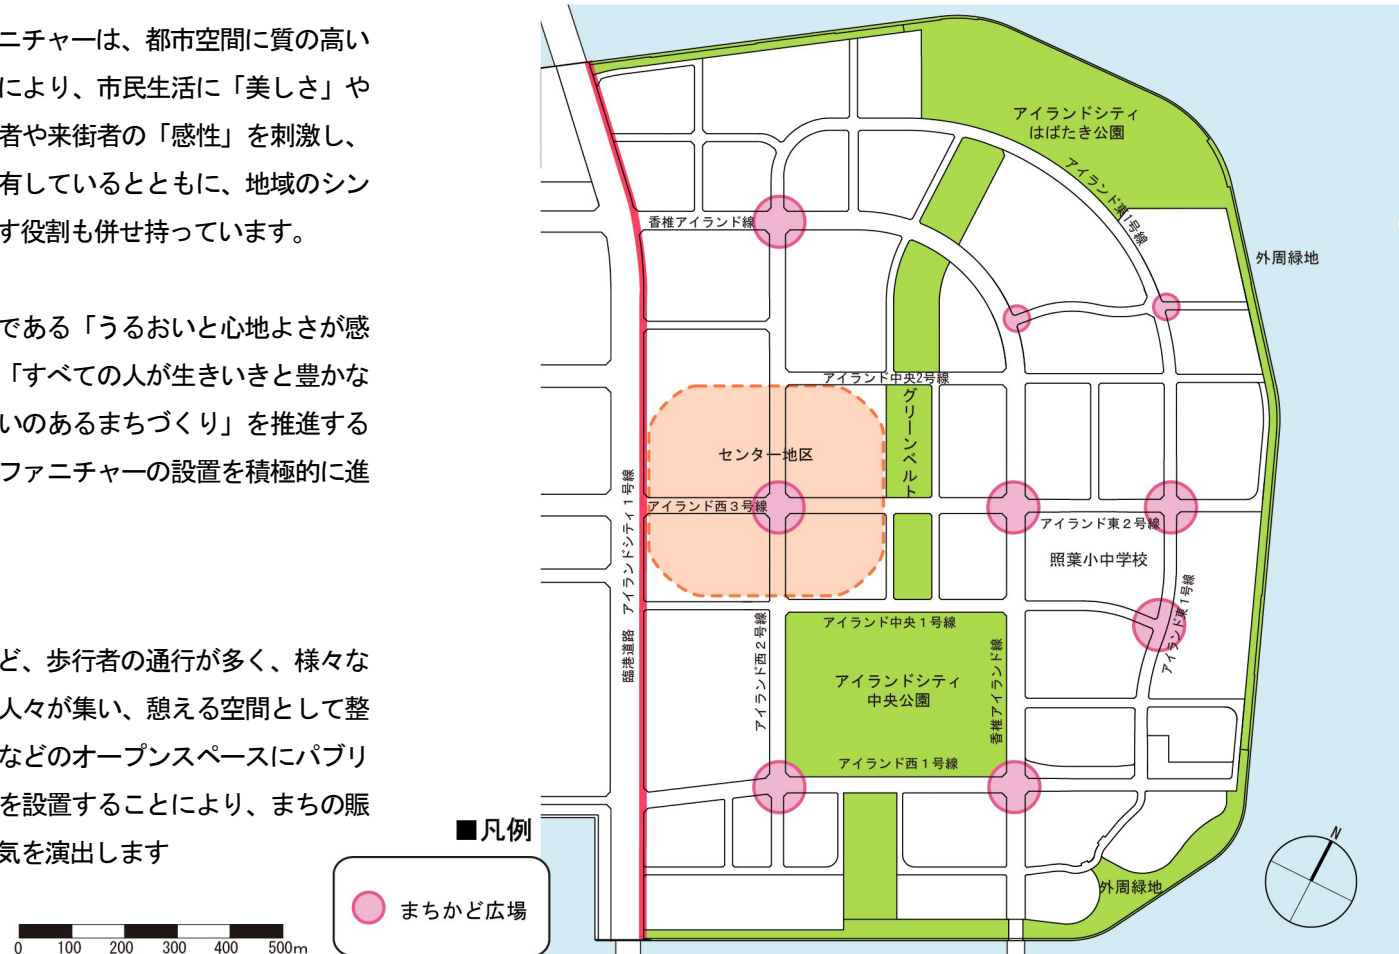 ニチャーは、都市空間に質の高い
により、市民生活に「美しさ」や
者や来街者の「感性」を刺激し、
有しているとともに、地域のシン
す役割も併せ持っています。
である「うるおいと心地よさが感
「すべての人が生きいきと豊かな
いのあるまちづくり」を推進する
ファニチャーの設置を積極的に進
ど、歩行者の通行が多く、様々な
人々が集い、憩える空間として整
などのオープンスペースにパブリ
を設置することにより、まちの賑
気を演出します
■凡例
まちかど広場
0 100 200 300 400 500m
アイランドシティ
はばたき公園
アイランド東1号線
外周緑地
香椎アイランド線
アイランド中央2号線
グリーンベルト
センター地区
アイランド西3号線
アイランド東2号線
照葉小中学校
アイランド東1号線
臨港道路 アイランドシティ1号線
アイランド西2号線
アイランド中央1号線
アイランドシティ
中央公園
香椎アイランド線
アイランド西1号線
外周緑地
N